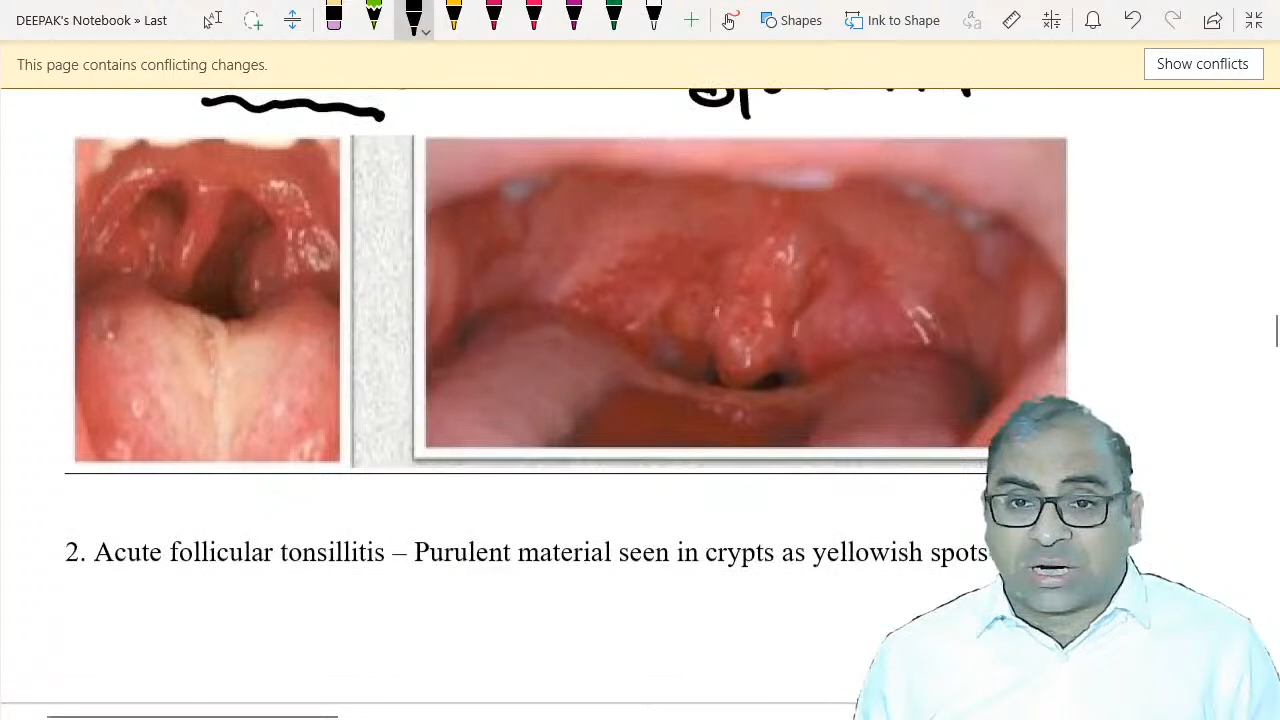 DEEPAK's Notebook » Last
Shapes
Ink to Shape
This page contains conflicting changes.
Show conflicts
2. Acute follicular tonsillitis – Purulent material seen in crypts as yellowish spots